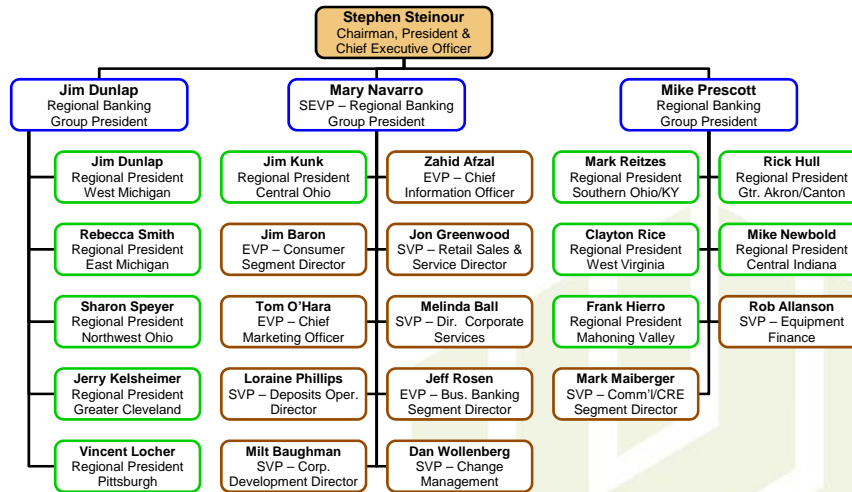 Stephen Steinour
Chairman, President &
Chief Executive Officer
Jim Dunlap
Regional Banking
Group President
Mary Navarro
SEVP – Regional Banking
Group President
Mike Prescott
Regional Banking
Group President
Jim Dunlap
Regional President
West Michigan
Rebecca Smith
Regional President
East Michigan
Sharon Speyer
Regional President
Northwest Ohio
Jerry Kelsheimer
Regional President
Greater Cleveland
Vincent Locher
Regional President
Pittsburgh
Jim Kunk
Regional President
Central Ohio
Zahid Afzal
EVP – Chief
Information Officer
Jim Baron
EVP – Consumer
Segment Director
Jon Greenwood
SVP – Retail Sales &
Service Director
Tom O'Hara
EVP – Chief
Marketing Officer
Melinda Ball
SVP – Dir. Corporate
Services
Loraine Phillips
SVP – Deposits Oper.
Director
Jeff Rosen
EVP – Bus. Banking
Segment Director
Milt Baughman
SVP – Corp.
Development Director
Dan Wollenberg
SVP – Change
Management
Mark Reitzes
Regional President
Southern Ohio/KY
Rick Hull
Regional President
Gtr. Akron/Canton
Clayton Rice
Regional President
West Virginia
Mike Newbold
Regional President
Central Indiana
Frank Hierro
Regional President
Mahoning Valley
Rob Allanson
SVP – Equipment
Finance
Mark Maiberger
SVP – Comm'l/CRE
Segment Director